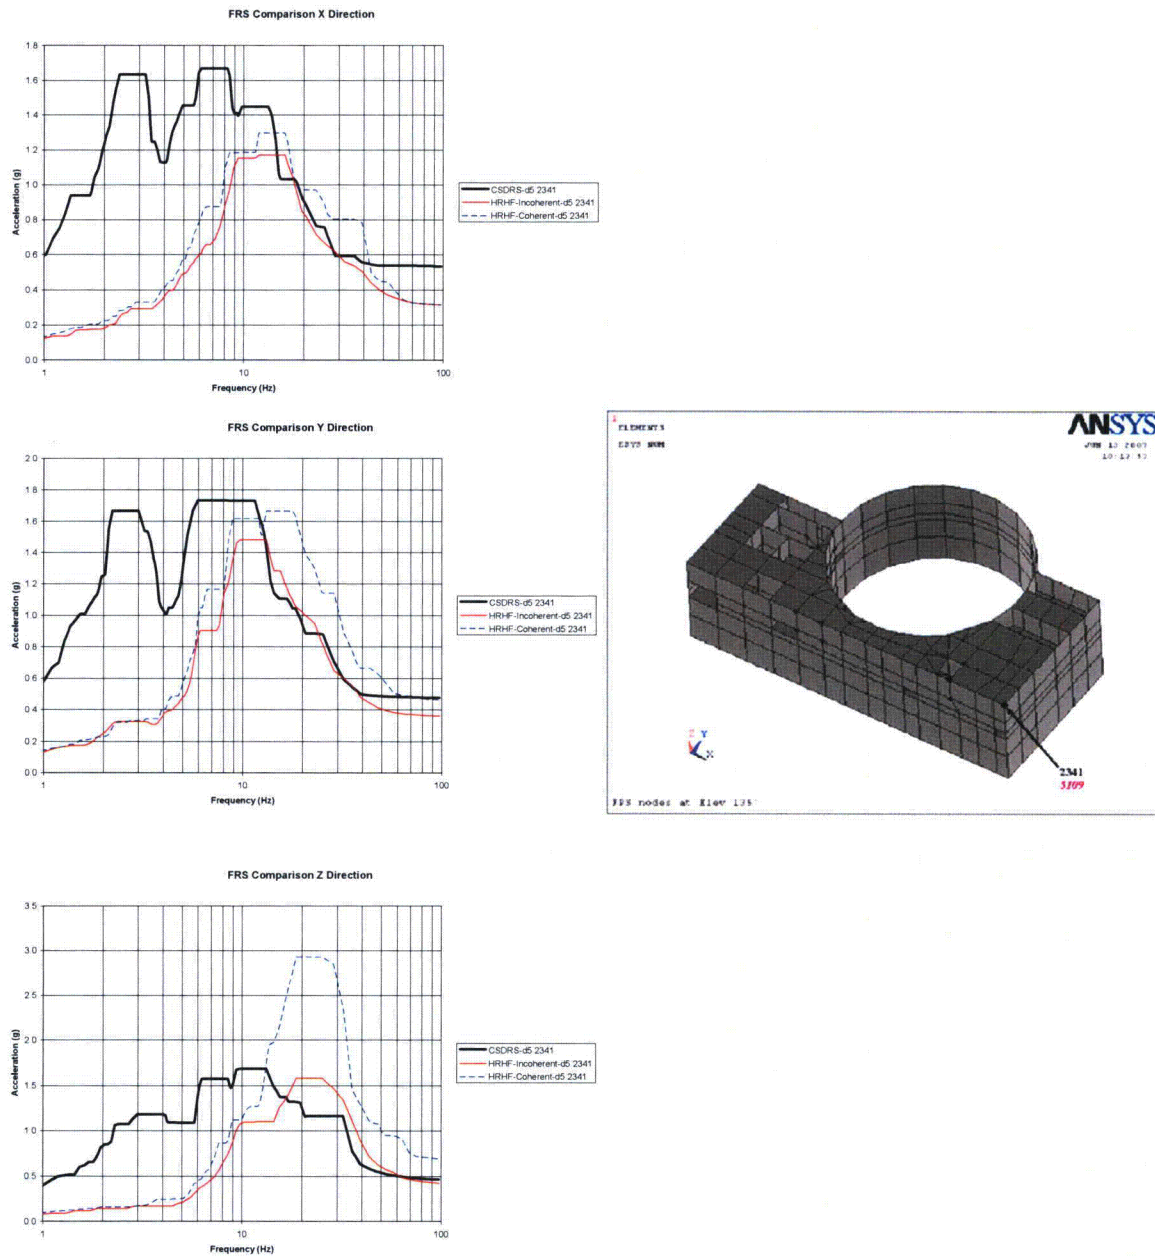 FRS Comparison X Direction
1.8
1.6
1.4
1.2
1.0
0.8
0.6
0.4
0.2
0.0
Acceleration (g)
1
10
100
Frequency (Hz)
CSDRS-d5 2341
HRHF-Incoherent-d5 2341
HRHF-Coherent-d5 2341
FRS Comparison Y Direction
2.0
1.8
1.6
1.4
1.2
1.0
0.8
0.6
0.4
0.2
0.0
Acceleration (g)
1
10
100
Frequency (Hz)
CSDRS-d5 2341
HRHF-Incoherent-d5 2341
HRHF-Coherent-d5 2341
1
ELEMENTS
NUM
ANSYS
JUN 13 2007
Z Y
X
2341
5109
FRS nodes at Elev
FRS Comparison Z Direction
3.5
3.0
2.5
2.0
1.5
1.0
0.5
0.0
Acceleration (g)
1
10
100
Frequency (Hz)
CSDRS-d5 2341
HRHF-Incoherent-d5 2341
HRHF-Coherent-d5 2341